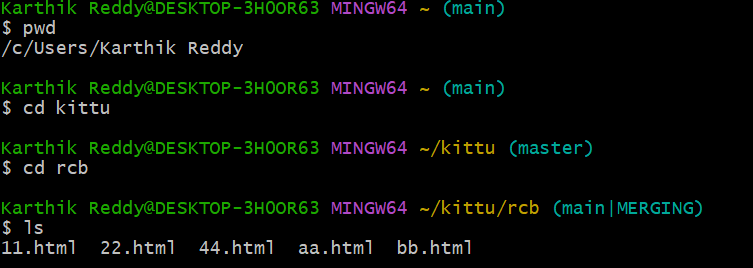 Karthik Reddy@DESKTOP-3HOOR63 MINGW64 ~ (main)
$ pwd
/c/Users/Karthik Reddy
Karthik Reddy@DESKTOP-3HOOR63 MINGW64 ~ (main)
$ cd kittu
Karthik Reddy@DESKTOP-3HOOR63 MINGW64 ~/kittu (master)
$ cd rcb
Karthik Reddy@DESKTOP-3HOOR63 MINGW64 ~/kittu/rcb (main|MERGING)
$ ls
11.html  22.html  44.html  aa.html  bb.html